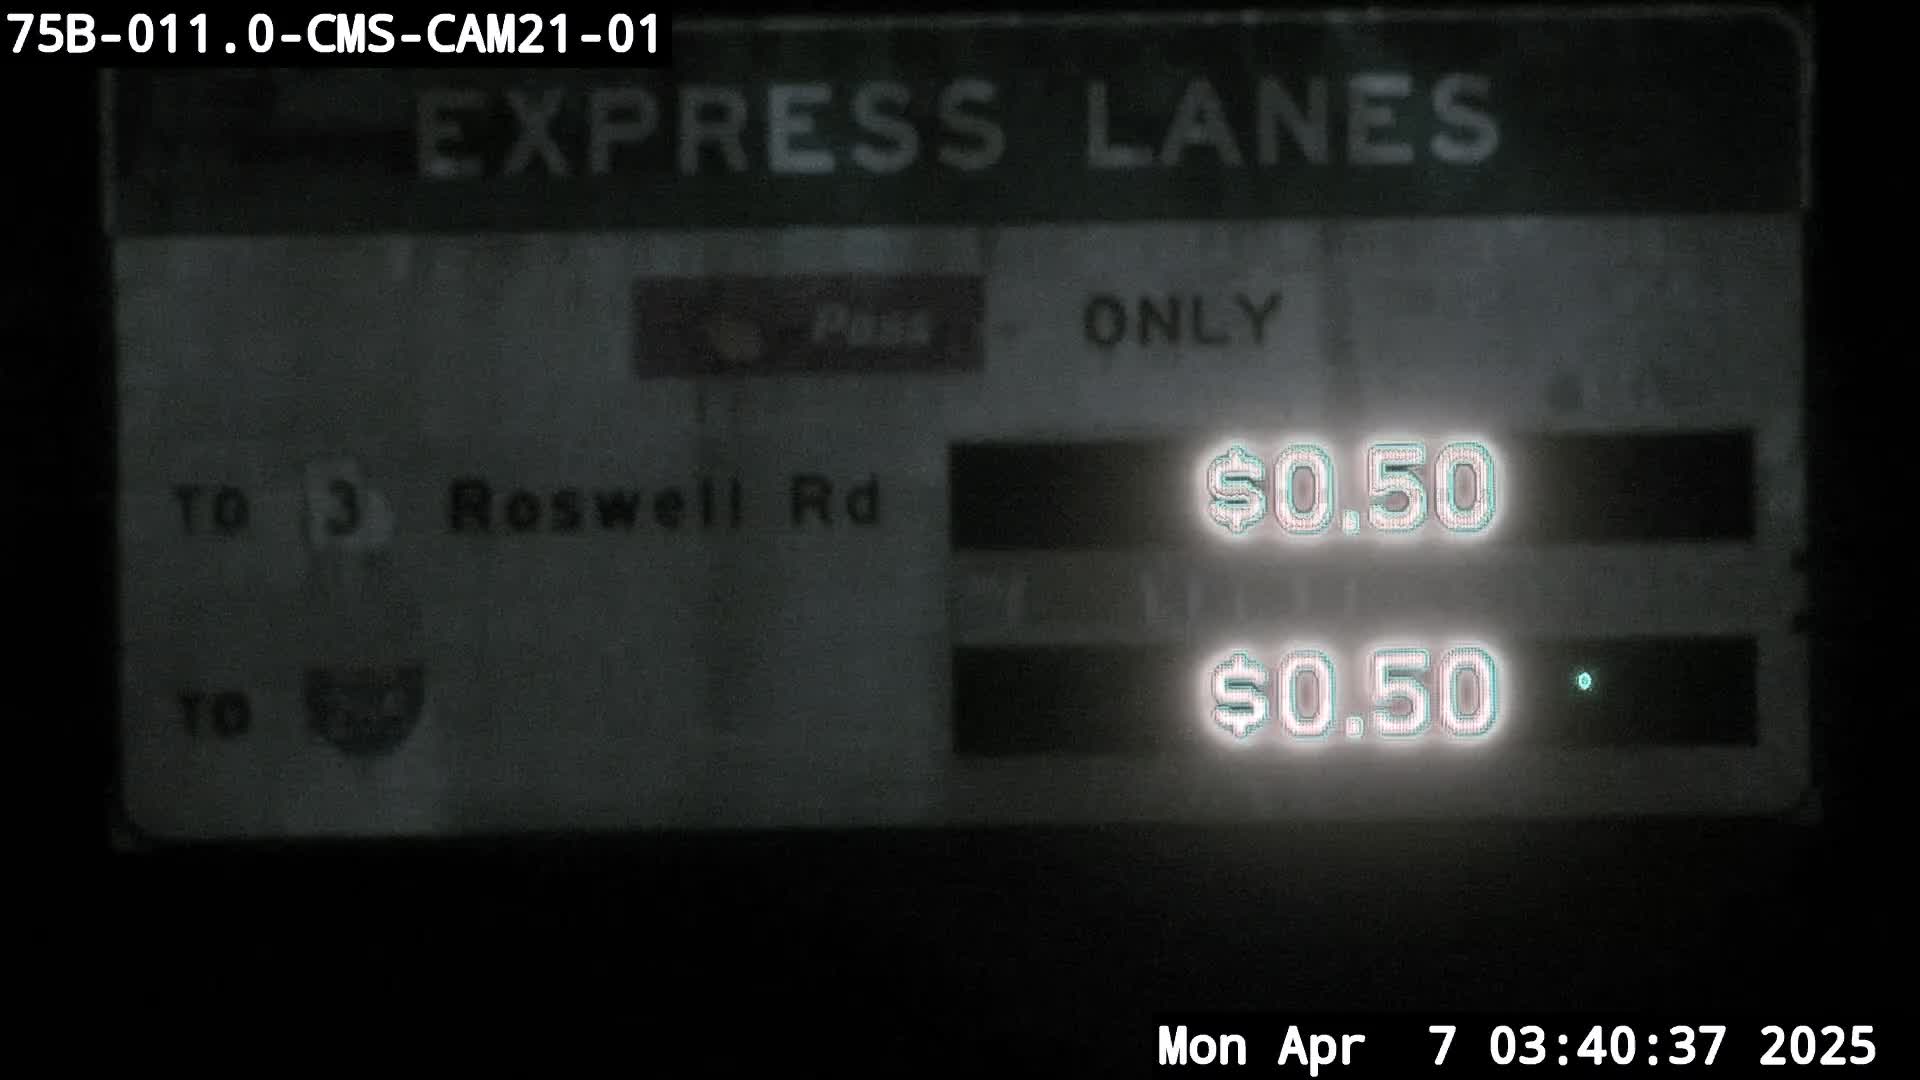 75B-011.0-CMS-CAM21-01
EXPRESS LANES
Pass ONLY
TO 3 Roswell Rd $0.50
TO $0.50
Mon Apr 7 03:40:37 2025